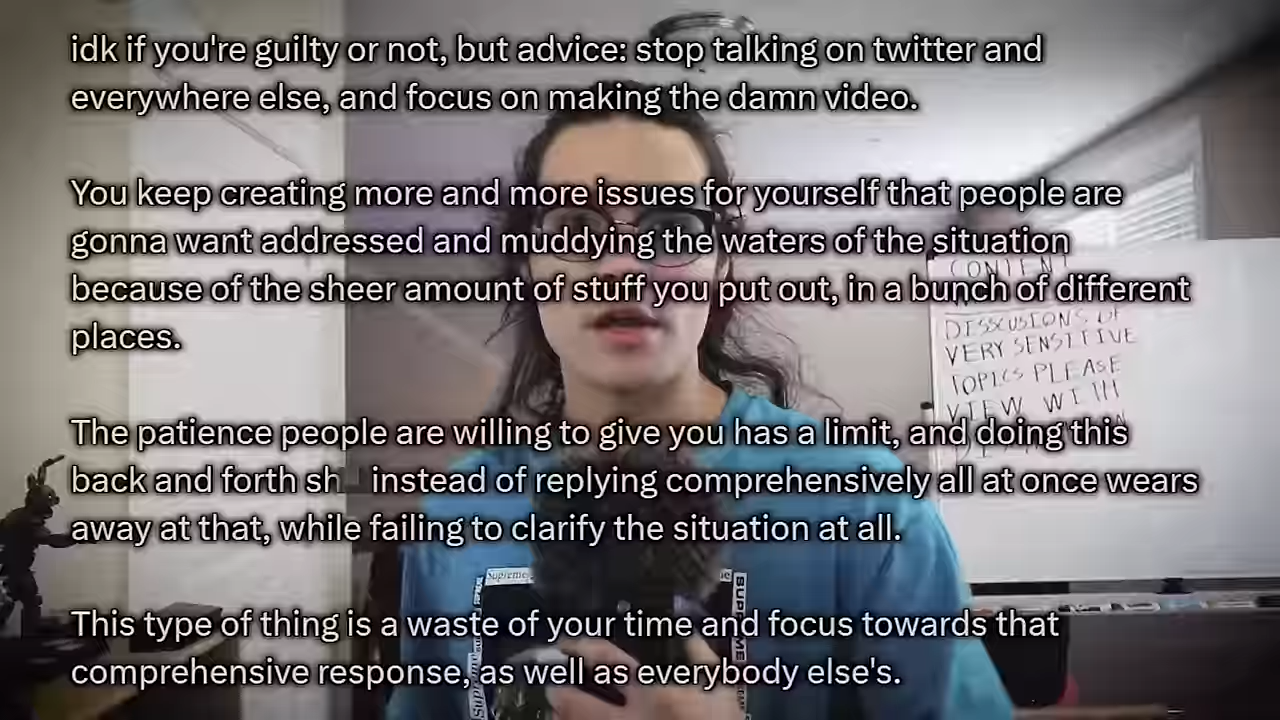 idk if you're guilty or not, but advice: stop talking on twitter and
everywhere else, and focus on making the damn video.
You keep creating more and more issues for yourself that people are
gonna want addressed and muddying the waters of the situation
because of the sheer amount of stuff you put out, in a bunch of different
places.
The patience people are willing to give you has a limit, and doing this
back and forth sh instead of replying comprehensively all at once wears
away at that, while failing to clarify the situation at all.
This type of thing is a waste of your time and focus towards that
comprehensive response, as well as everybody else's.
CONTENT
DISSCUSIONS OF
VERY SENSITIVE
TOPICS PLEASE
VIEW WITH
Supreme
SUPREME